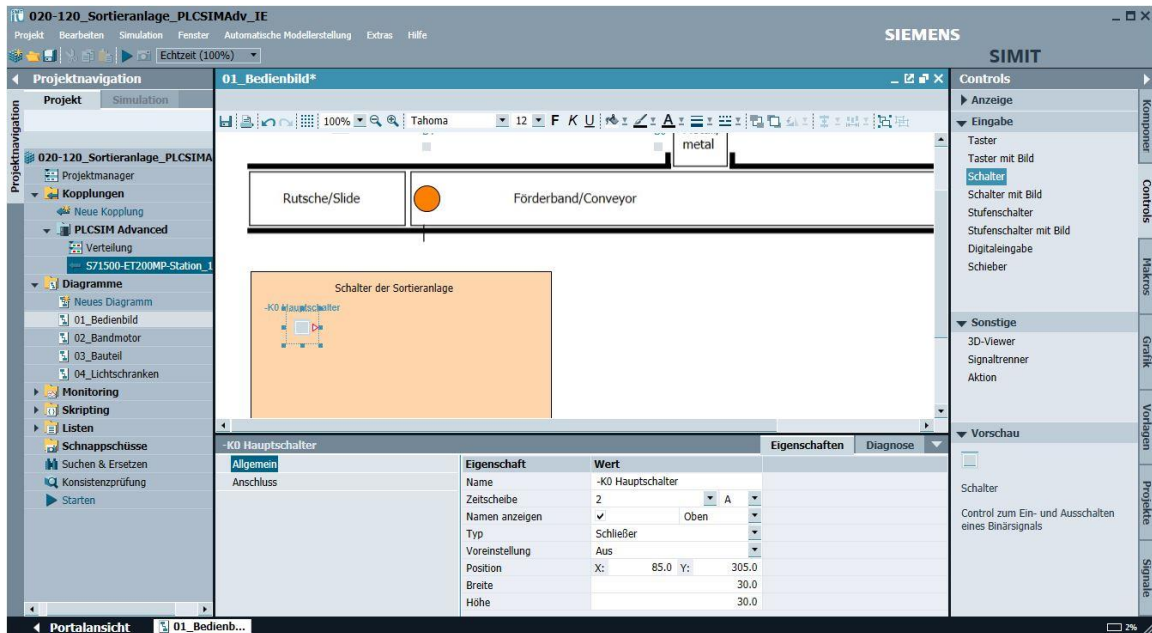 020-120_Sortieranlage_PLCSIMAdv_IE
Projekt Bearbeiten Simulation Fenster Automatische Modellerstellung Extras Hilfe
SIEMENS
SIMIT
Echtzeit (100%)
Projektnavigation
Projekt Simulation
Projektnavigation
020-120_Sortieranlage_PLCSIMA
Projektmanager
Kopplungen
Neue Kopplung
PLCSIM Advanced
Verteilung
S71500-ET200MP-Station_1
Diagramme
Neues Diagramm
01_Bedienbild
02_Bandmotor
03_Bauteil
04_Lichtschranken
Monitoring
Skripting
Listen
Schnappschüsse
Suchen & Ersetzen
Konsistenzprüfung
Starten
01_Bedienbild*
100% Tahoma 12 F K U
metal
Rutsche/Slide
Förderband/Conveyor
Schalter der Sortieranlage
-K0 Hauptschalter
-K0 Hauptschalter
Eigenschaften Diagnose
Allgemein
Anschluss
Eigenschaft Wert
Name -K0 Hauptschalter
Zeitscheibe 2 A
Namen anzeigen Oben
Typ Schließer
Voreinstellung Aus
Position X: 85.0 Y: 305.0
Breite 30.0
Höhe 30.0
Controls
Anzeige
Eingabe
Taster
Taster mit Bild
Schalter
Schalter mit Bild
Stufenschalter
Stufenschalter mit Bild
Digitaleingabe
Schieber
Sonstige
3D-Viewer
Signaltrenner
Aktion
Vorschau
Schalter
Control zum Ein- und Ausschalten
eines Binärsignals
Komponer
Controls
Makros
Grafik
Vorlagen
Projekte
Signale
Portalansicht 01_Bedienb...
2%